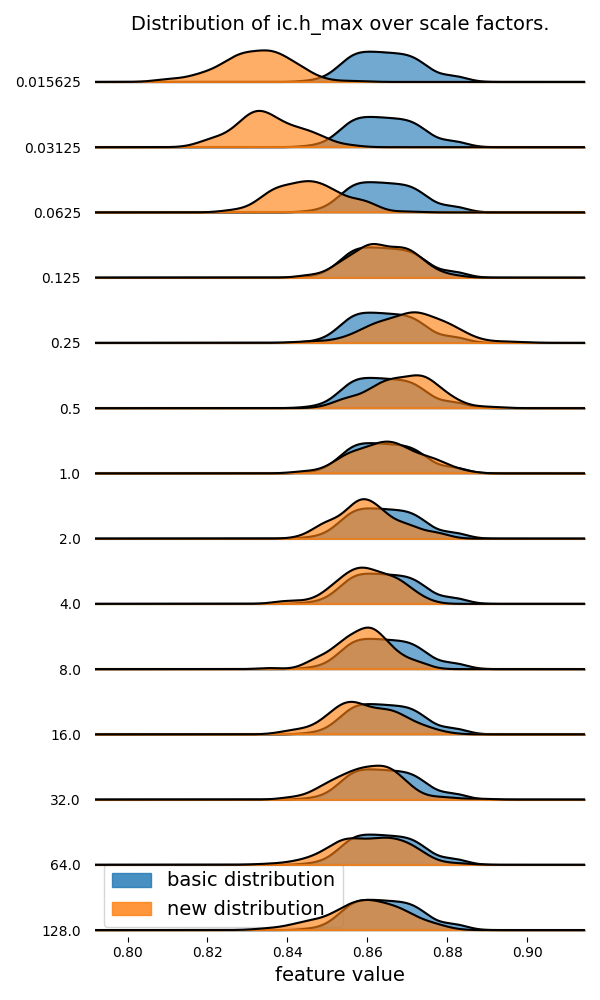 Distribution of ic.h_max over scale factors.
0.015625
0.03125
0.0625
0.125
0.25
0.5
1.0
2.0
4.0
8.0
16.0
32.0
64.0
basic distribution
new distribution
128.0
0.80 0.82 0.84 0.86 0.88 0.90
feature value